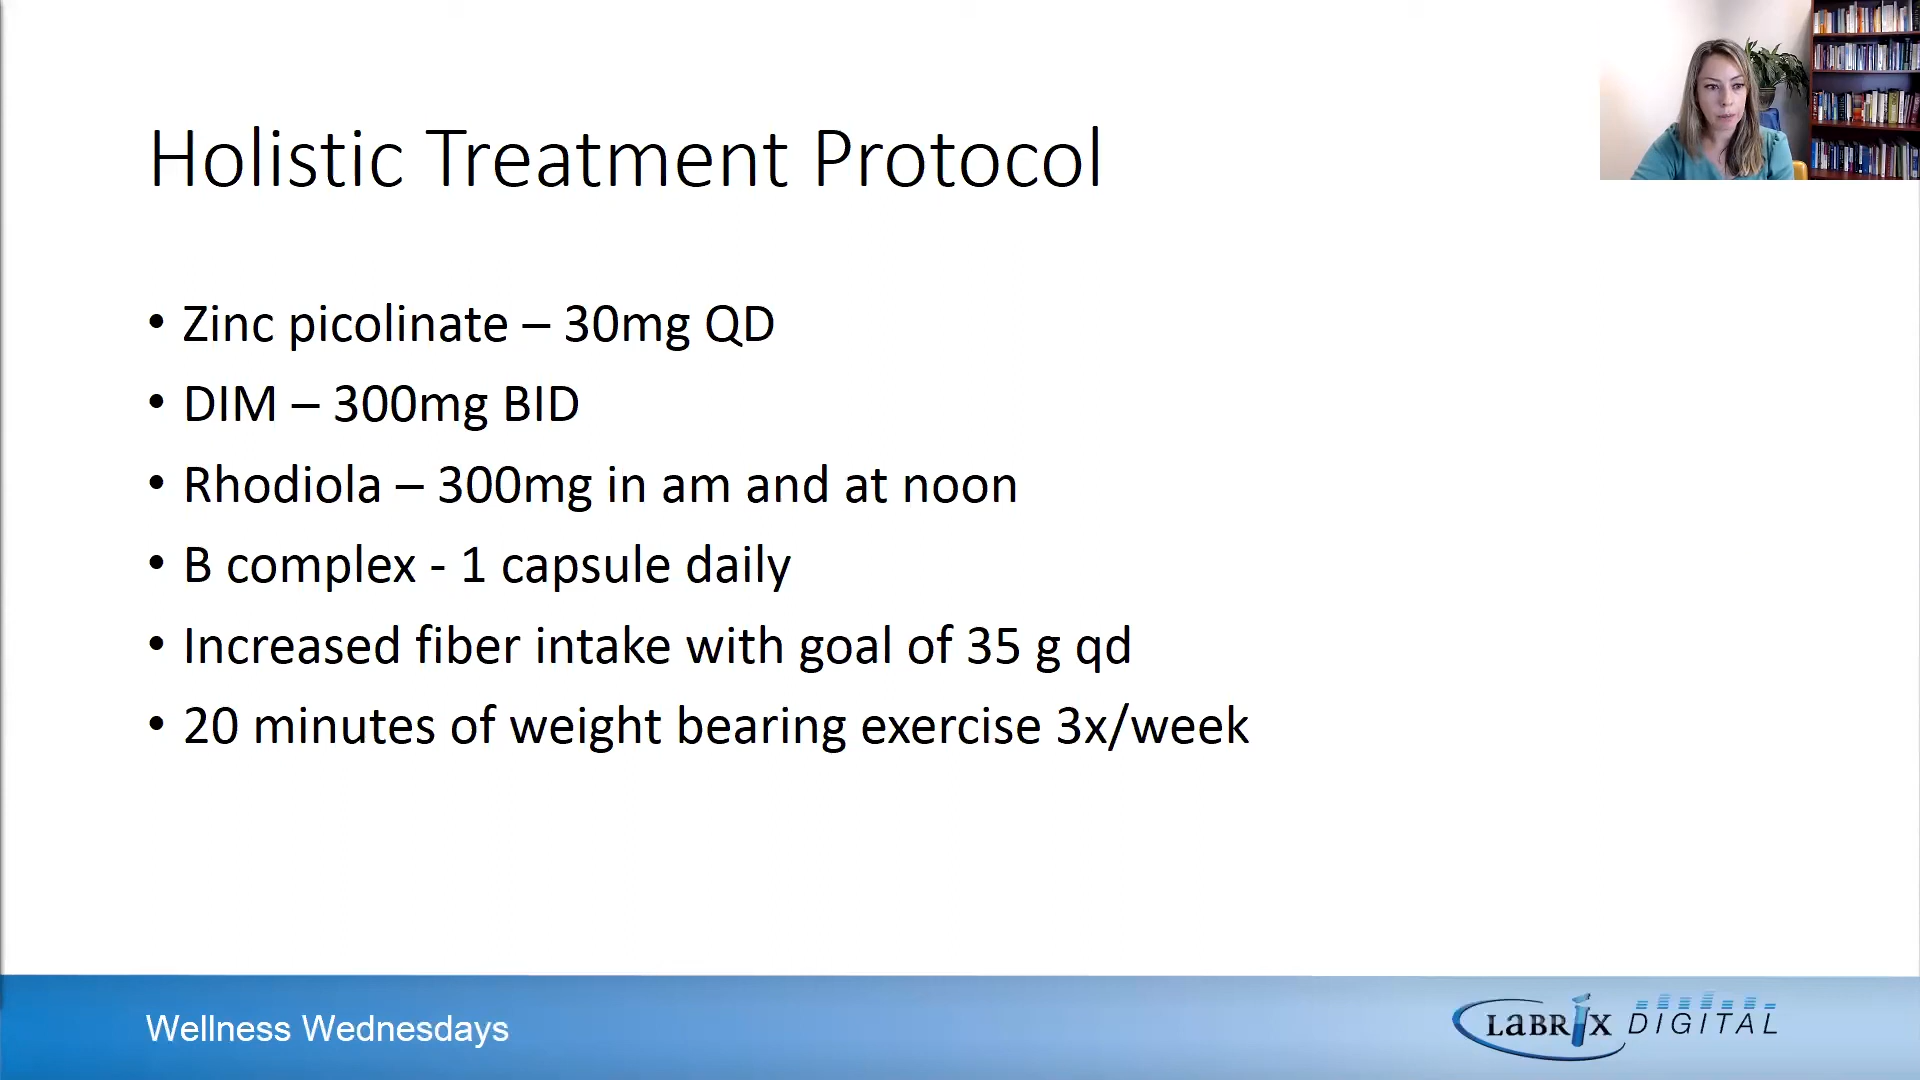 Holistic Treatment Protocol
• Zinc picolinate – 30mg QD
• DIM – 300mg BID
• Rhodiola – 300mg in am and at noon
• B complex - 1 capsule daily
• Increased fiber intake with goal of 35 g qd
• 20 minutes of weight bearing exercise 3x/week
Wellness Wednesdays
LABRIX DIGITAL